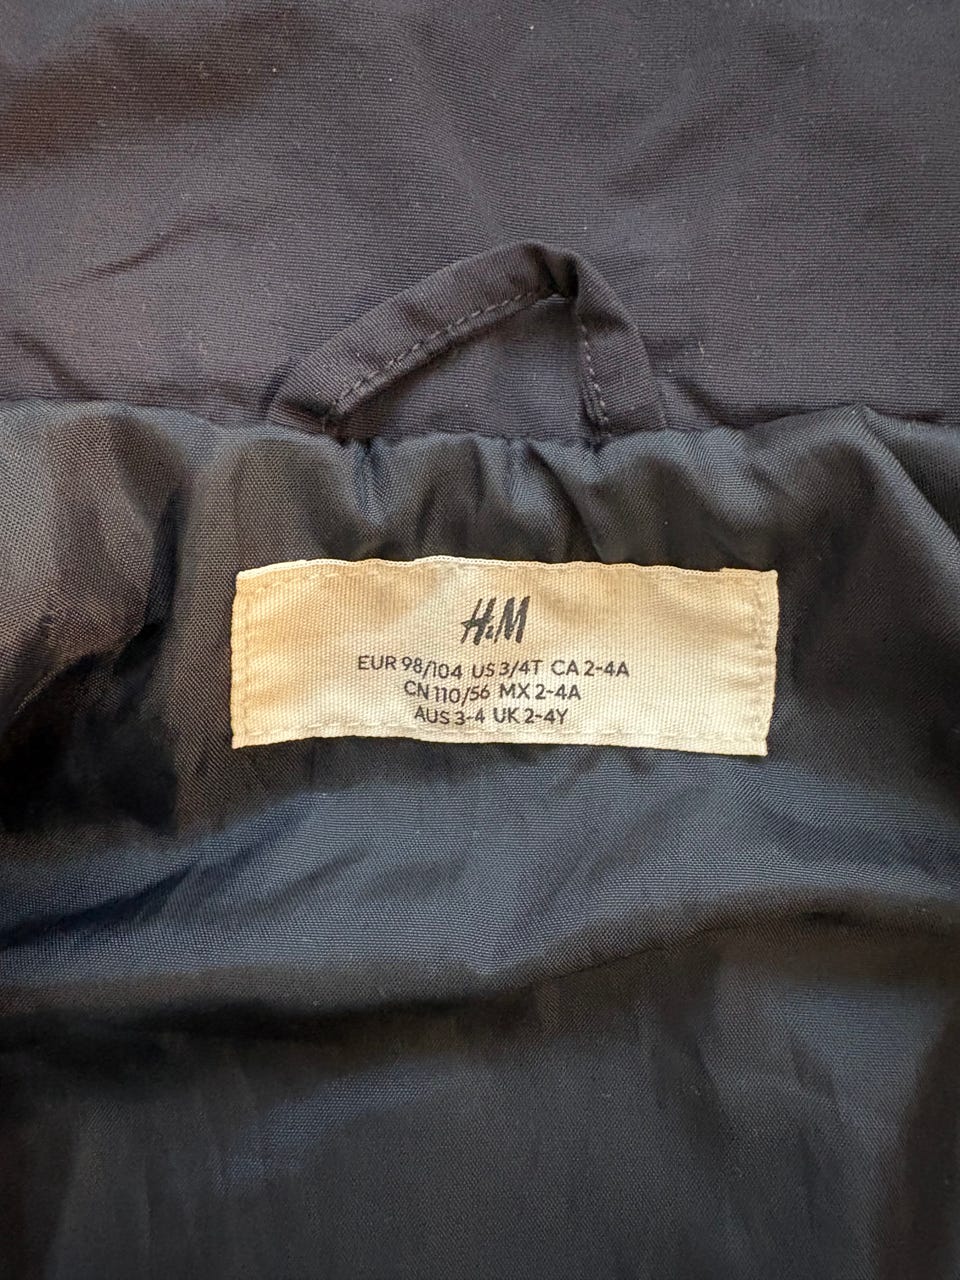 H&M
EUR 98/104 US 3/4T CA 2-4A
CN 110/56 MX 2-4A
AUS 3-4 UK 2-4Y